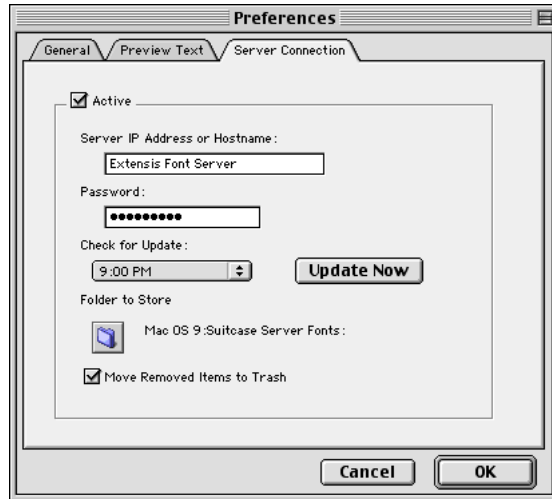 Preferences
General
Preview Text
Server Connection
Active
Server IP Address or Hostname:
Extensis Font Server
Password:
•••••••••
Check for Update:
9:00 PM
Update Now
Folder to Store
Mac OS 9:Suitcase Server Fonts:
Move Removed Items to Trash
Cancel
OK